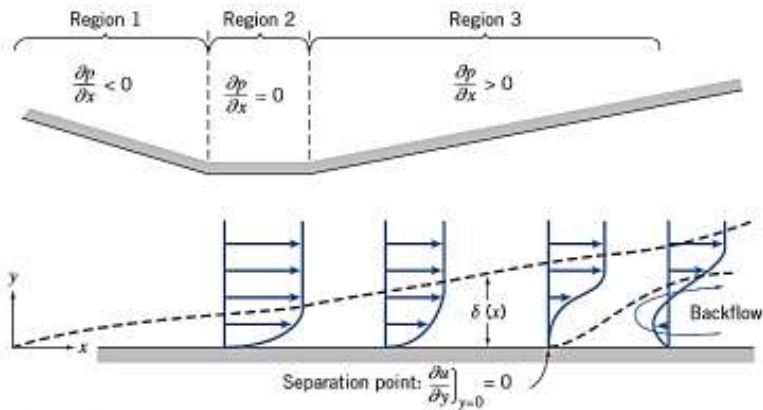 Region 1 Region 2 Region 3
∂p/∂x < 0 ∂p/∂x = 0 ∂p/∂x > 0
y
δ(x)
Backflow
x
Separation point: ∂u/∂y]y=0 = 0